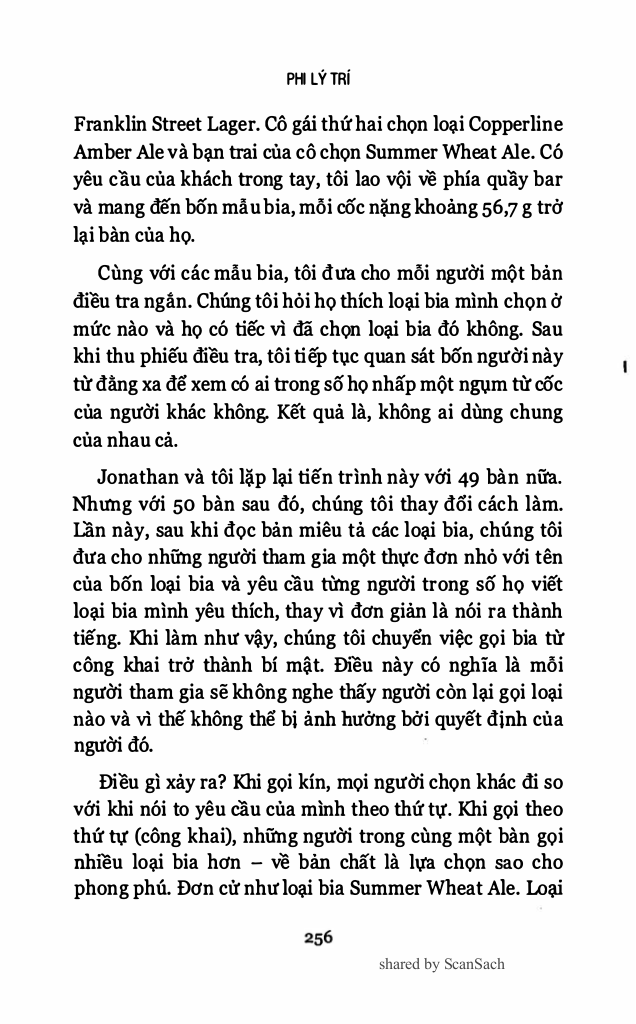 PHI LÝ TRÍ
Franklin Street Lager. Cô gái thứ hai chọn loại Copperline
Amber Ale và bạn trai của cô chọn Summer Wheat Ale. Có
yêu cầu của khách trong tay, tôi lao vội về phía quầy bar
và mang đến bốn mẫu bia, mỗi cốc nặng khoảng 56,7 g trở
lại bàn của họ.
Cùng với các mẫu bia, tôi đưa cho mỗi người một bản
điều tra ngắn. Chúng tôi hỏi họ thích loại bia mình chọn ở
mức nào và họ có tiếc vì đã chọn loại bia đó không. Sau
khi thu phiếu điều tra, tôi tiếp tục quan sát bốn người này
từ đằng xa để xem có ai trong số họ nhấp một ngụm từ cốc
của người khác không. Kết quả là, không ai dùng chung
của nhau cả.
Jonathan và tôi lặp lại tiến trình này với 49 bàn nữa.
Nhưng với 50 bàn sau đó, chúng tôi thay đổi cách làm.
Lần này, sau khi đọc bản miêu tả các loại bia, chúng tôi
đưa cho những người tham gia một thực đơn nhỏ với tên
của bốn loại bia và yêu cầu từng người trong số họ viết
loại bia mình yêu thích, thay vì đơn giản là nói ra thành
tiếng. Khi làm như vậy, chúng tôi chuyển việc gọi bia từ
công khai trở thành bí mật. Điều này có nghĩa là mỗi
người tham gia sẽ không nghe thấy người còn lại gọi loại
nào và vì thế không thể bị ảnh hưởng bởi quyết định của
người đó.
Điều gì xảy ra? Khi gọi kín, mọi người chọn khác đi so
với khi nói to yêu cầu của mình theo thứ tự. Khi gọi theo
thứ tự (công khai), những người trong cùng một bàn gọi
nhiều loại bia hơn – về bản chất là lựa chọn sao cho
phong phú. Đơn cử như loại bia Summer Wheat Ale. Loại
256
shared by ScanSach